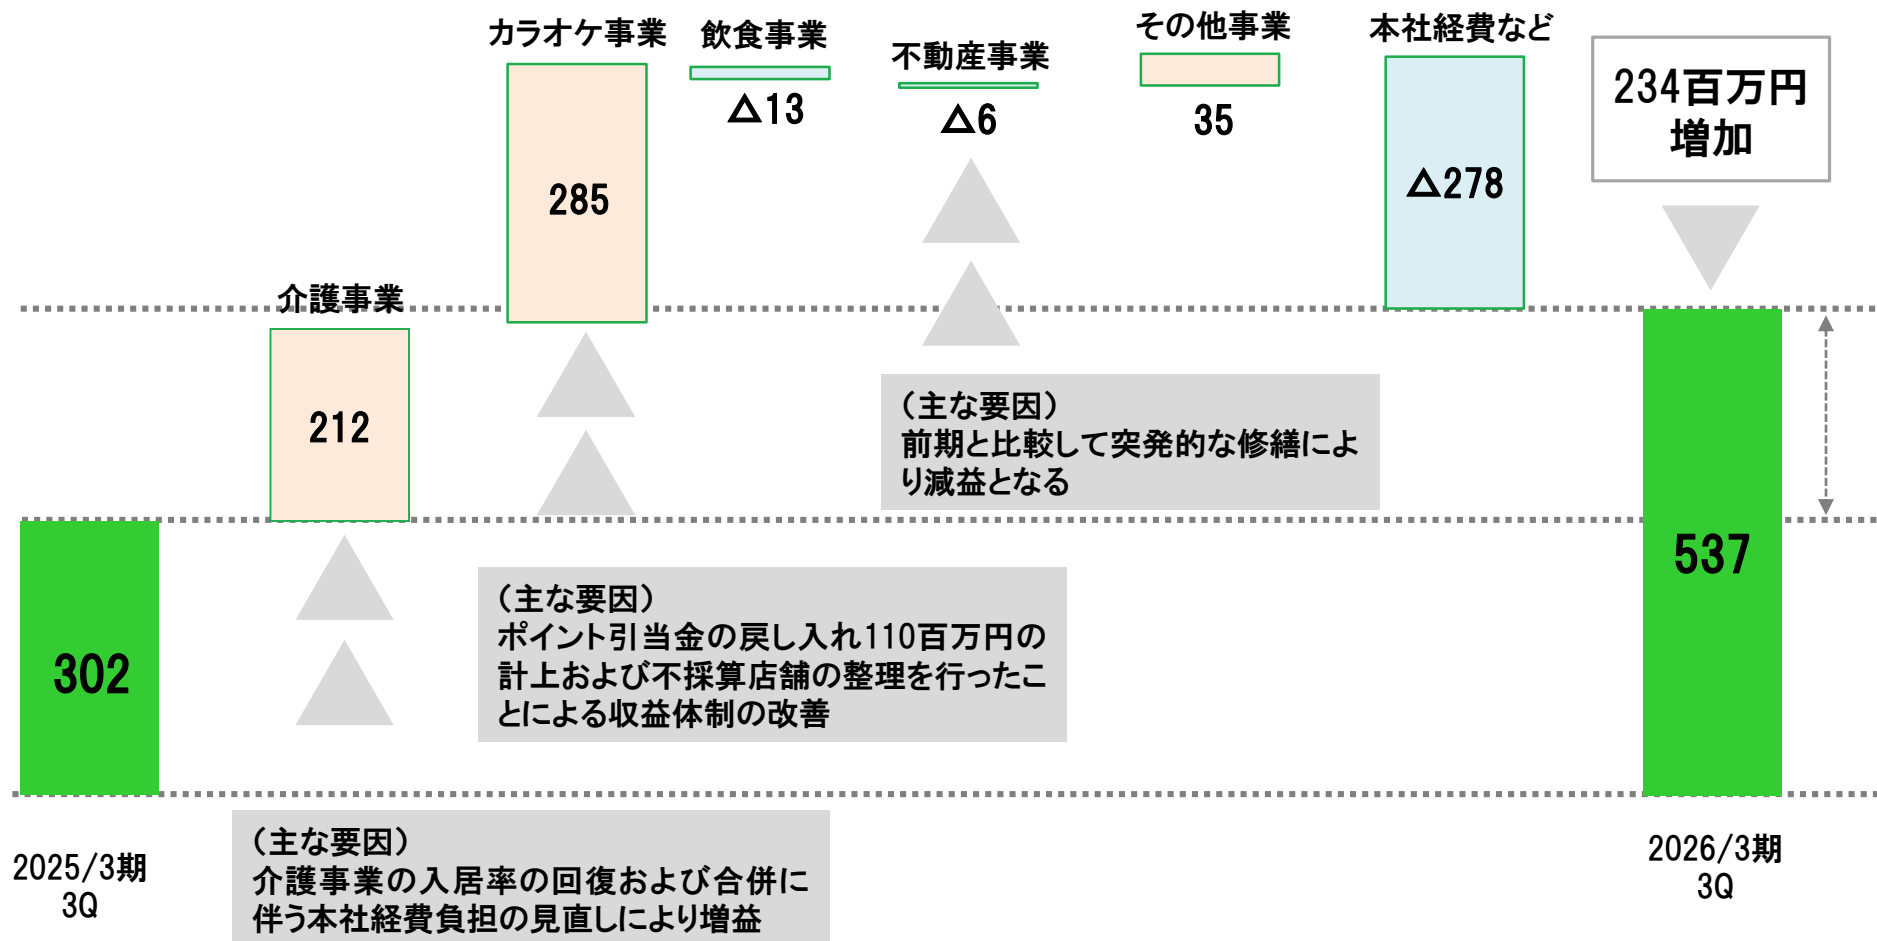 カラオケ事業
飲食事業
不動産事業
その他事業
本社経費など
285
△13
△6
35
△278
234百万円
増加
介護事業
212
(主な要因)
前期と比較して突発的な修繕によ
り減益となる
302
(主な要因)
ポイント引当金の戻し入れ110百万円の
計上および不採算店舗の整理を行ったこ
とによる収益体制の改善
537
(主な要因)
介護事業の入居率の回復および合併に
伴う本社経費負担の見直しにより増益
2025/3期
3Q
2026/3期
3Q